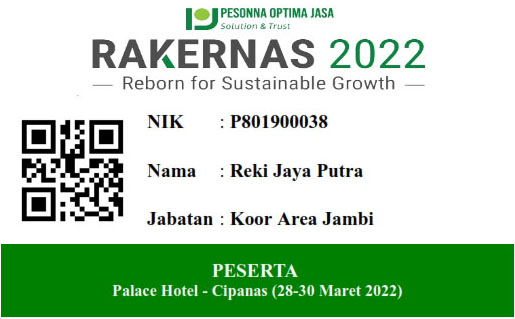 PESONNA OPTIMA JASA
Solution & Trust
RAKERNAS 2022
Reborn for Sustainable Growth
NIK : P801900038
Nama : Reki Jaya Putra
Jabatan : Koor Area Jambi
PESERTA
Palace Hotel - Cipanas (28-30 Maret 2022)